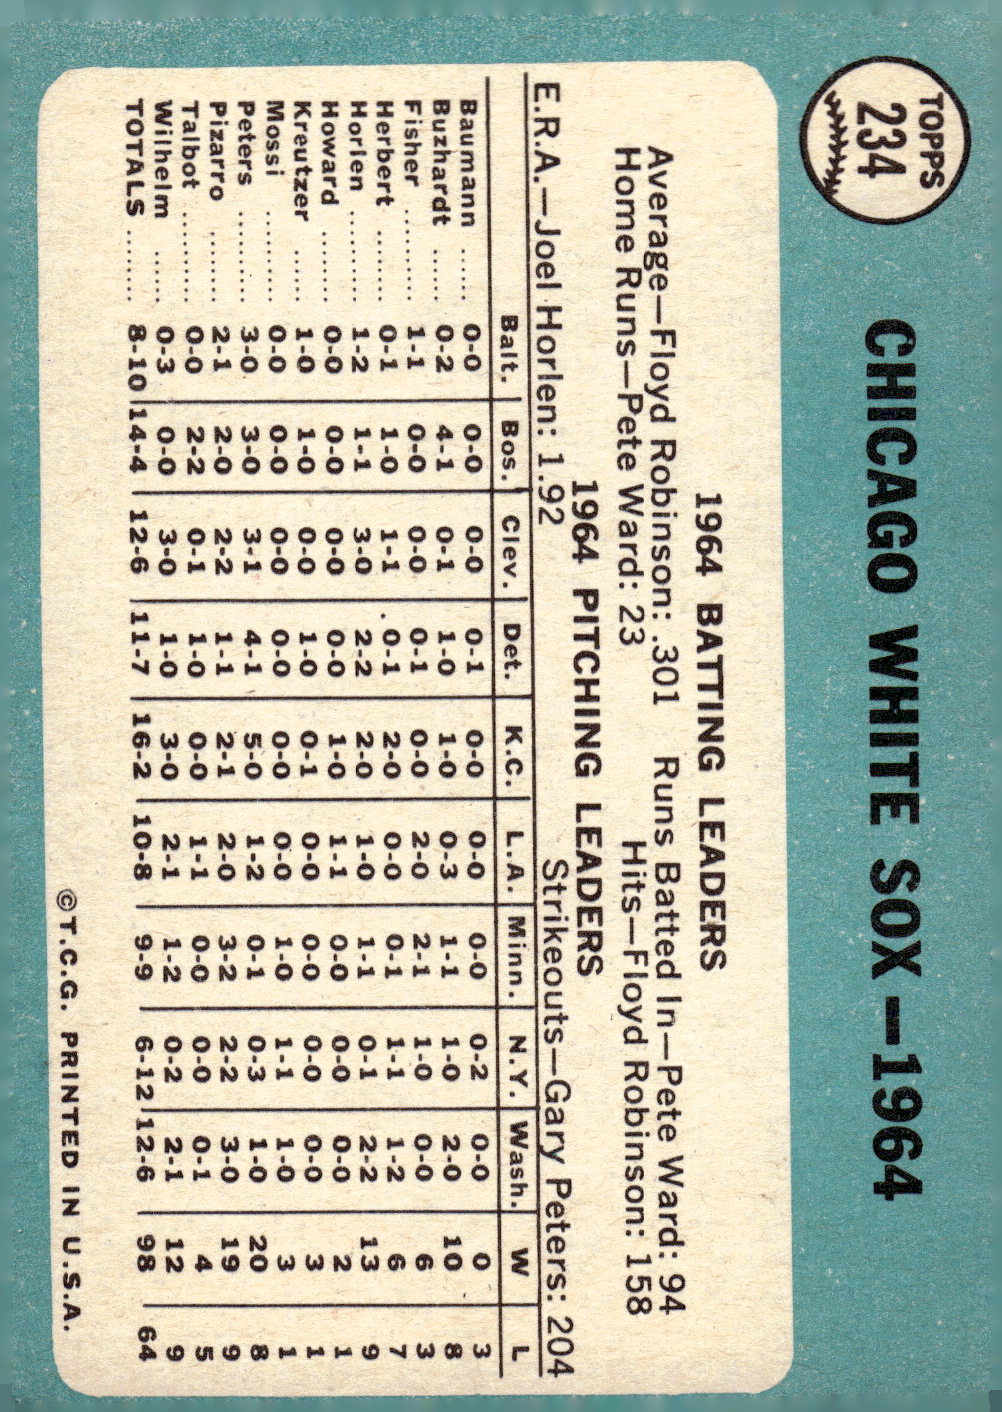 TOPPS
234
CHICAGO WHITE SOX—1964
1964 BATTING LEADERS
Average—Floyd Robinson: .301 Runs Batted In—Pete Ward: 94
Home Runs—Pete Ward: 23 Hits—Floyd Robinson: 158
1964 PITCHING LEADERS
E.R.A.—Joel Horlen: 1.92 Strikeouts—Gary Peters: 204
Balt. Bos. Clev. Det. K.C. L.A. Minn. N.Y. Wash. W L
Baumann ..... 0-0 0-0 0-0 0-1 0-0 0-0 0-0 0-2 0-0 0 3
Buzhardt ..... 0-2 4-1 0-1 1-0 1-0 0-3 1-1 1-0 2-0 10 8
Fisher ......... 1-1 0-0 0-0 0-1 0-0 2-0 2-1 1-0 0-0 6 3
Herbert ....... 0-1 1-0 1-1 0-1 2-0 0-0 0-1 1-1 1-2 6 7
Horlen ......... 1-2 1-1 3-0 2-2 2-0 1-0 1-1 0-1 2-2 13 9
Howard ....... 0-0 0-0 0-0 0-0 1-0 1-1 0-0 0-0 0-0 2 1
Kreutzer ..... 1-0 1-0 0-0 1-0 0-1 0-0 0-0 0-0 0-0 3 1
Mossi ......... 0-0 0-0 0-0 0-0 0-0 0-0 1-0 1-1 1-0 3 1
Peters ......... 3-0 3-0 3-1 4-1 5-0 1-2 0-1 0-3 1-0 20 8
Pizarro ....... 2-1 2-0 2-2 1-1 2-1 2-0 3-2 2-2 3-0 19 9
Talbot ......... 0-0 2-2 0-1 1-0 0-0 1-1 0-0 0-0 0-1 4 5
Wilhelm ..... 0-3 0-0 3-0 1-0 3-0 2-1 1-2 0-2 2-1 12 9
TOTALS ....... 8-10 14-4 12-6 11-7 16-2 10-8 9-9 6-12 12-6 98 64
©T.C.G. PRINTED IN U.S.A.